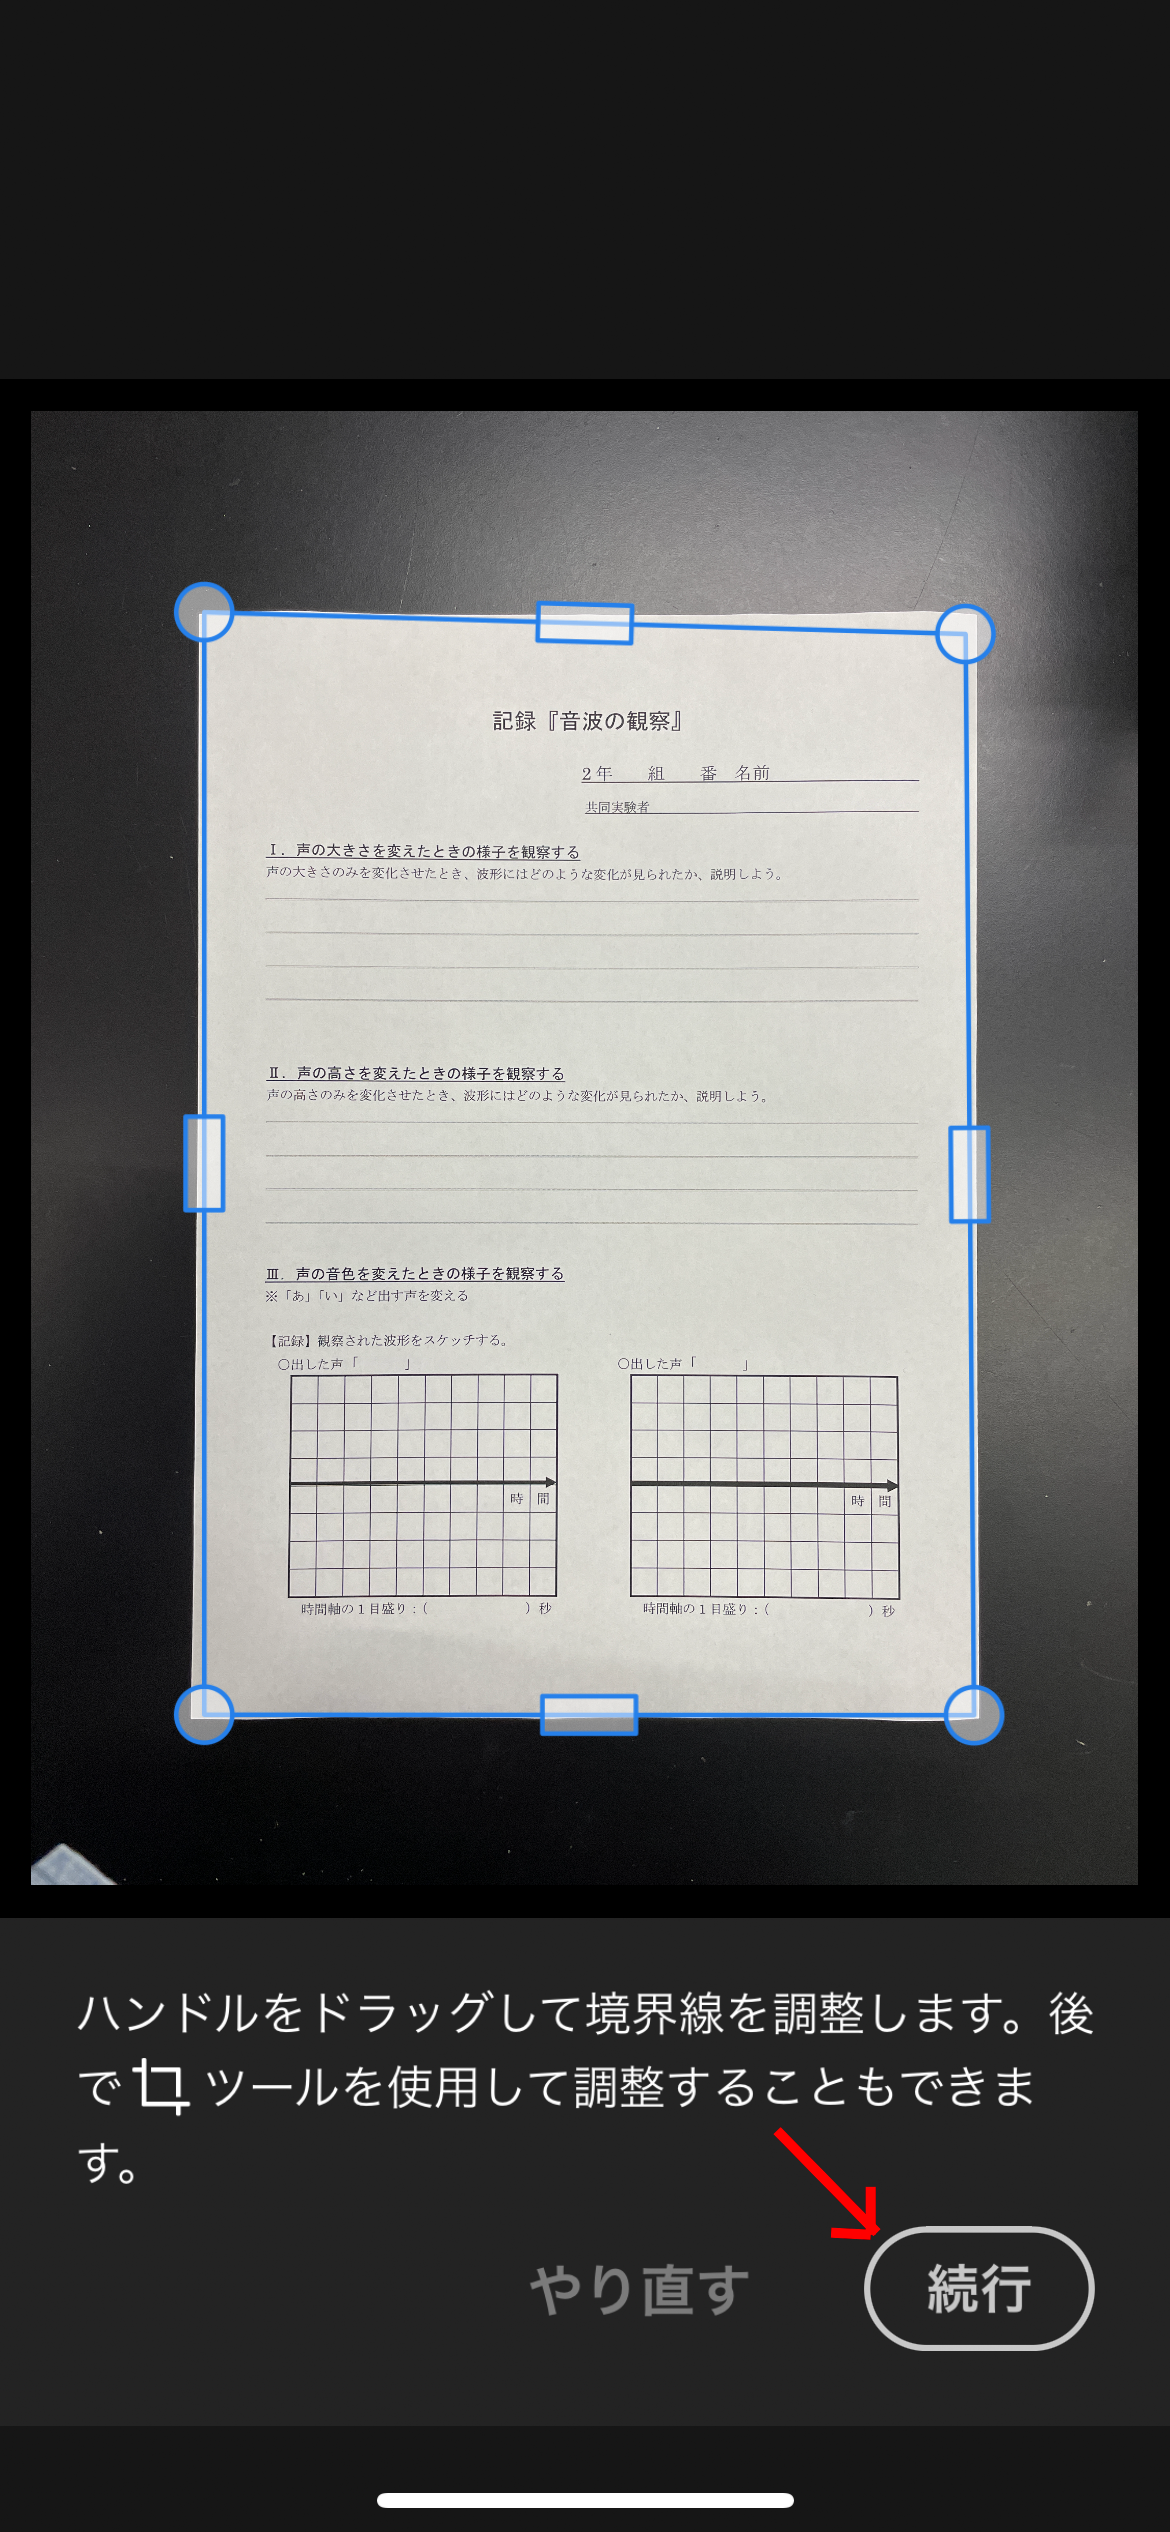 記録『音波の観察』
2年　組　番　名前
共同実験者
Ⅰ．声の大きさを変えたときの様子を観察する
声の大きさのみを変化させたとき、波形にはどのような変化が見られたか、説明しよう。
Ⅱ．声の高さを変えたときの様子を観察する
声の高さのみを変化させたとき、波形にはどのような変化が見られたか、説明しよう。
Ⅲ．声の音色を変えたときの様子を観察する
※「あ」「い」など出す声を変える
【記録】観察された波形をスケッチする。
○出した声「　　　」
○出した声「　　　」
時　間
時　間
時間軸の1目盛り：(　　　　　)秒
時間軸の1目盛り：(　　　　　)秒
ハンドルをドラッグして境界線を調整します。後
で ツールを使用して調整することもできま
す。
やり直す
続行